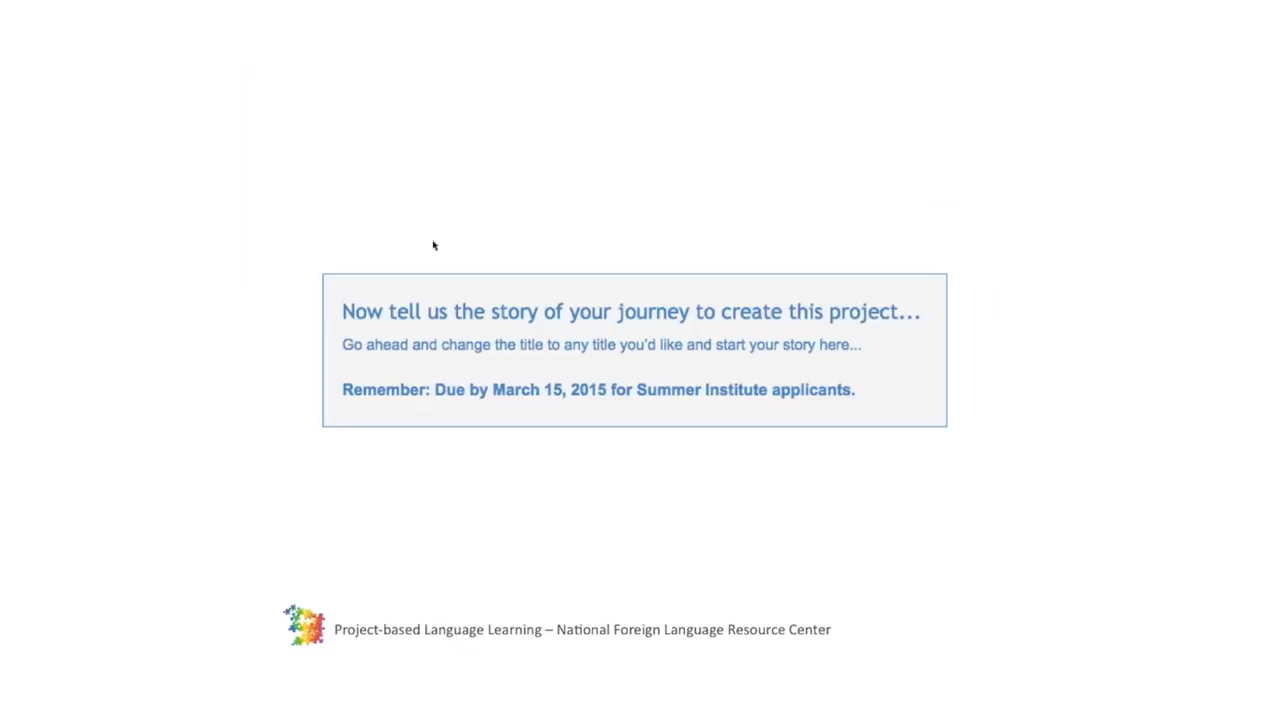 Now tell us the story of your journey to create this project...
Go ahead and change the title to any title you'd like and start your story here...
Remember: Due by March 15, 2015 for Summer Institute applicants.
Project-based Language Learning – National Foreign Language Resource Center